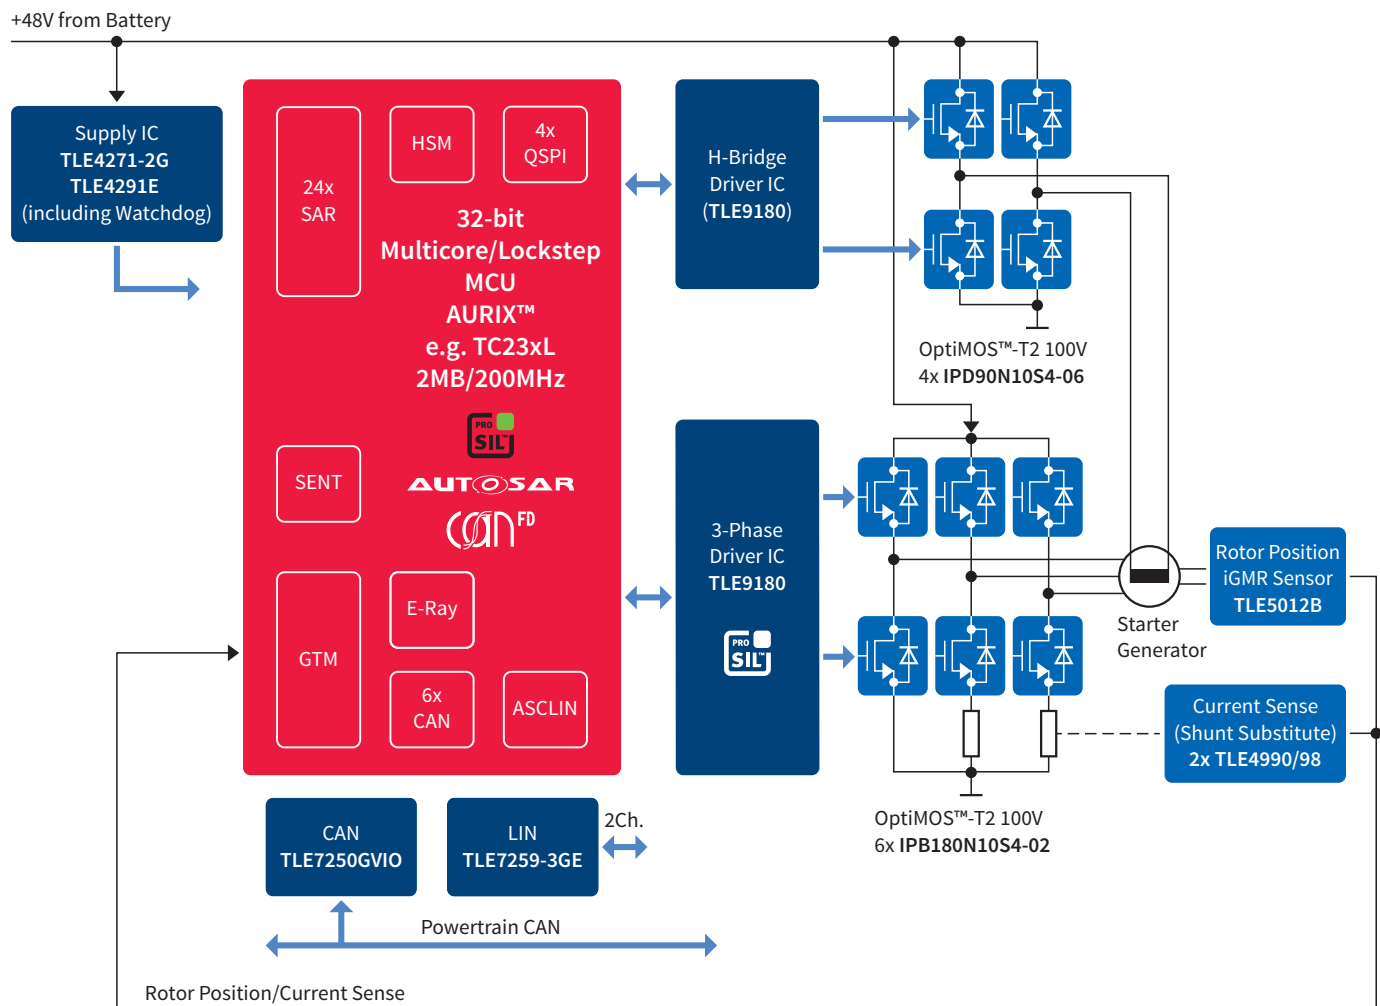 +48V from Battery
Supply IC
TLE4271-2G
TLE4291E
(including Watchdog)
24x
SAR
HSM
4x
QSPI
32-bit
Multicore/Lockstep
MCU
AURIX™
e.g. TC23xL
2MB/200MHz
PRO
SIL™
AUTOSAR
CAN FD
SENT
GTM
E-Ray
6x
CAN
ASCLIN
H-Bridge
Driver IC
(TLE9180)
OptiMOS™-T2 100V
4x IPD90N10S4-06
3-Phase
Driver IC
TLE9180
PRO
SIL™
Rotor Position
iGMR Sensor
TLE5012B
Starter
Generator
Current Sense
(Shunt Substitute)
2x TLE4990/98
OptiMOS™-T2 100V
6x IPB180N10S4-02
CAN
TLE7250GVIO
LIN
TLE7259-3GE
2Ch.
Powertrain CAN
Rotor Position/Current Sense